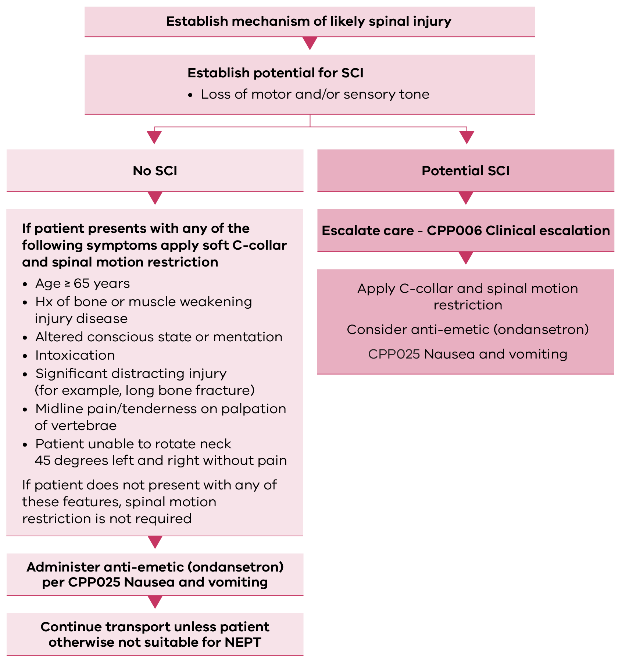 Establish mechanism of likely spinal injury
Establish potential for SCI
• Loss of motor and/or sensory tone
No SCI
If patient presents with any of the
following symptoms apply soft C-collar
and spinal motion restriction
• Age ≥ 65 years
• Hx of bone or muscle weakening
injury disease
• Altered conscious state or mentation
• Intoxication
• Significant distracting injury
(for example, long bone fracture)
• Midline pain/tenderness on palpation
of vertebrae
• Patient unable to rotate neck
45 degrees left and right without pain
If patient does not present with any of
these features, spinal motion
restriction is not required
Administer anti-emetic (ondansetron)
per CPP025 Nausea and vomiting
Continue transport unless patient
otherwise not suitable for NEPT
Potential SCI
Escalate care - CPP006 Clinical escalation
Apply C-collar and spinal motion
restriction
Consider anti-emetic (ondansetron)
CPP025 Nausea and vomiting